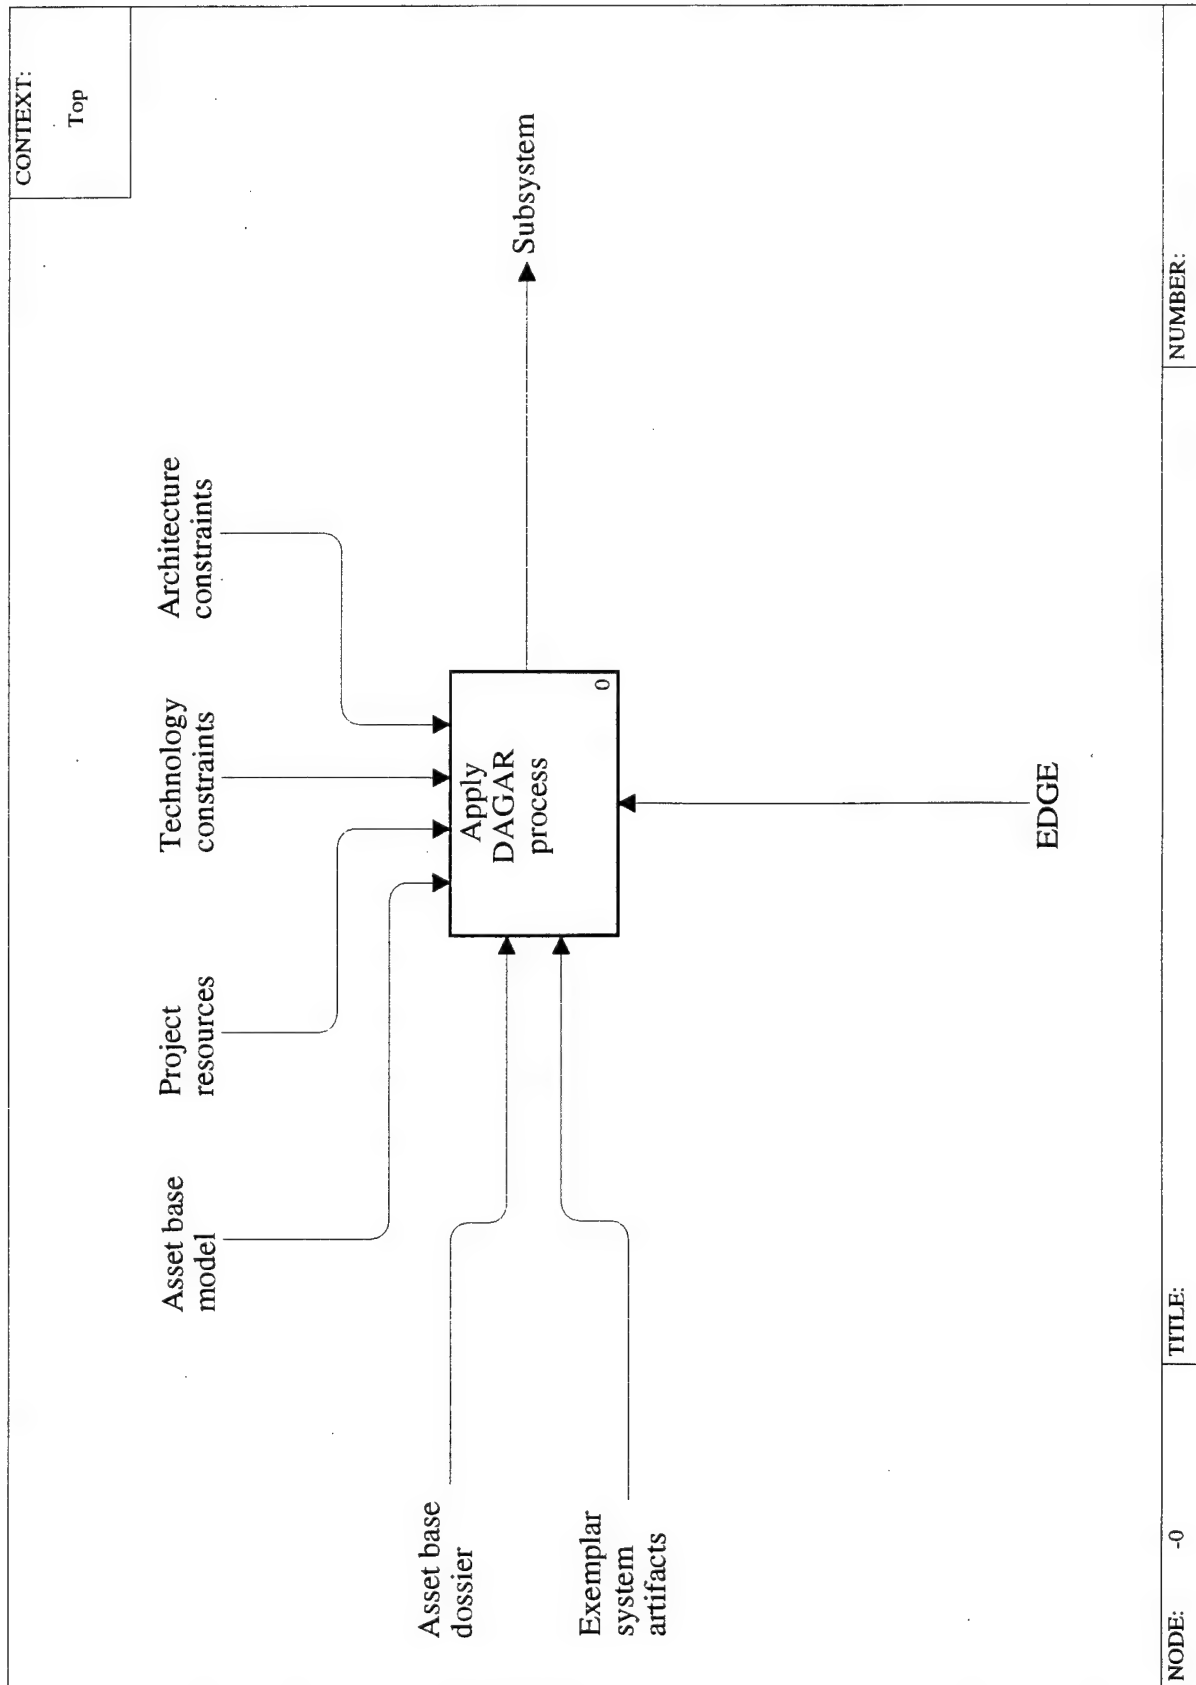 CONTEXT:
Top
Asset base
model
Project
resources
Technology
constraints
Architecture
constraints
Asset base
dossier
Exemplar
system
artifacts
Apply
DAGAR
process
0
Subsystem
EDGE
NODE: -0
TITLE:
NUMBER: